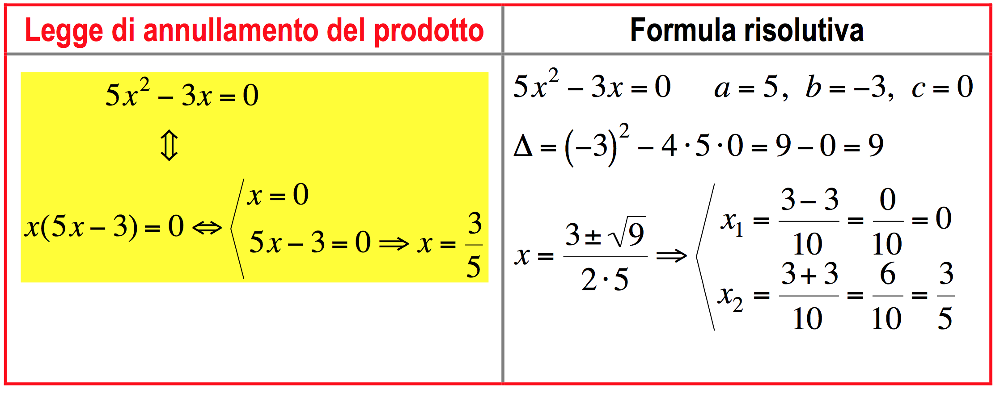 Legge di annullamento del prodotto
5x² − 3x = 0
⇕
x(5x − 3) = 0 ⇔ ⟨ x = 0
5x − 3 = 0 ⇒ x = 3/5
Formula risolutiva
5x² − 3x = 0 a = 5, b = −3, c = 0
Δ = (−3)² − 4 · 5 · 0 = 9 − 0 = 9
x = (3 ± √9)/(2 · 5) ⇒ ⟨ x₁ = (3 − 3)/10 = 0/10 = 0
x₂ = (3 + 3)/10 = 6/10 = 3/5